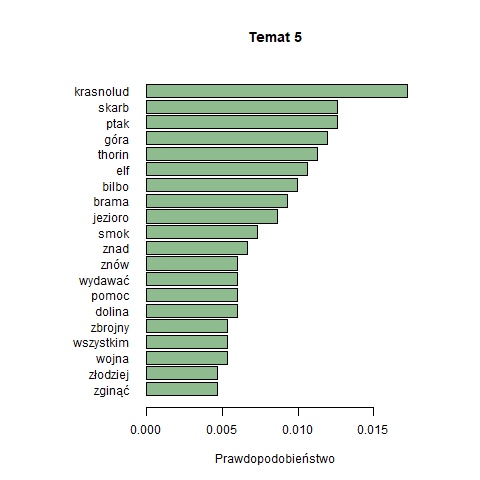 Temat 5
krasnolud
skarb
ptak
góra
thorin
elf
bilbo
brama
jezioro
smok
znad
znów
wydawać
pomoc
dolina
zbrojny
wszystkim
wojna
złodziej
zginąć
0.000 0.005 0.010 0.015
Prawdopodobieństwo